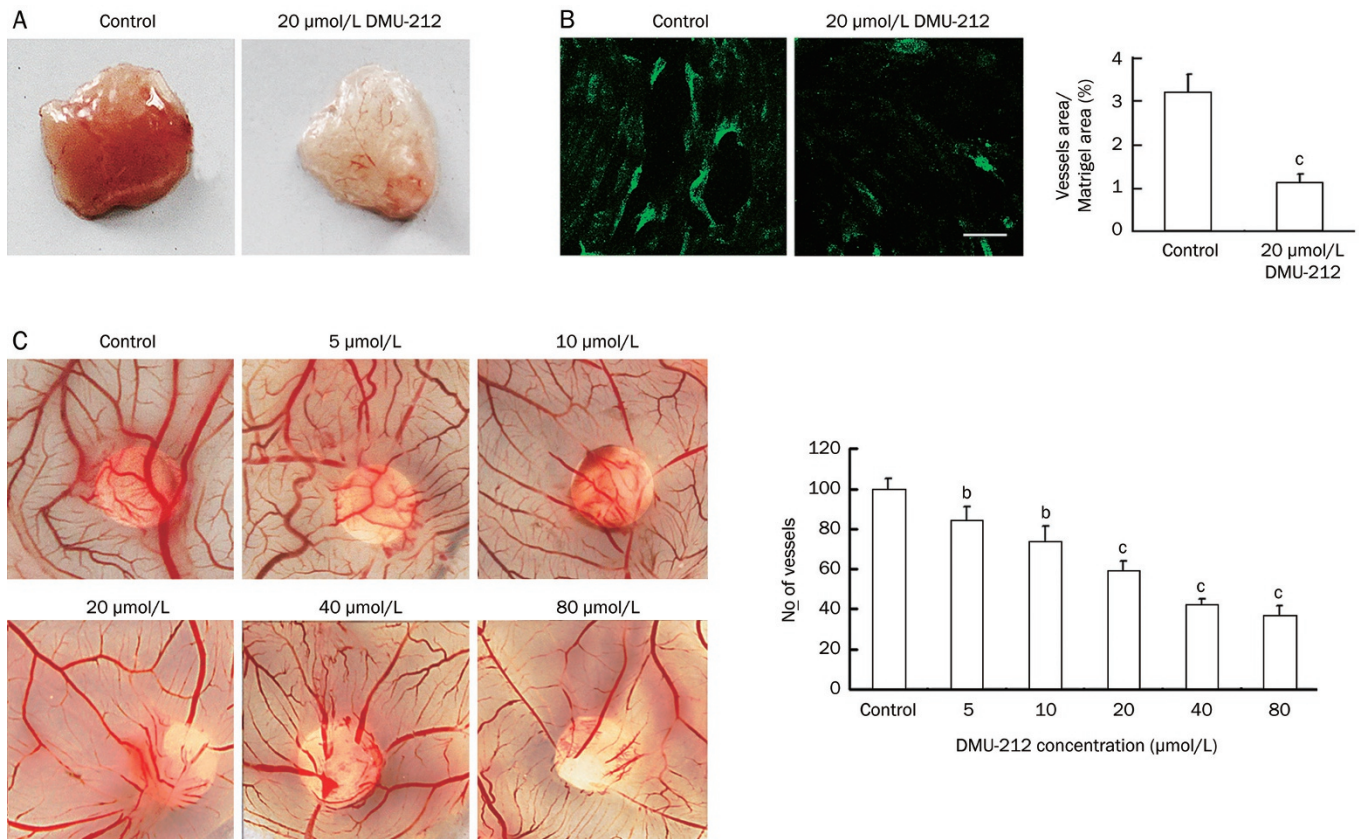 A
Control
20 µmol/L DMU-212
B
Control
20 µmol/L DMU-212
Vessels area/
Matrigel area (%)
4
3
2
1
0
c
Control
20 µmol/L
DMU-212
C
Control
5 µmol/L
10 µmol/L
20 µmol/L
40 µmol/L
80 µmol/L
No of vessels
120
100
80
60
40
20
0
b
b
c
c
c
Control 5 10 20 40 80
DMU-212 concentration (µmol/L)